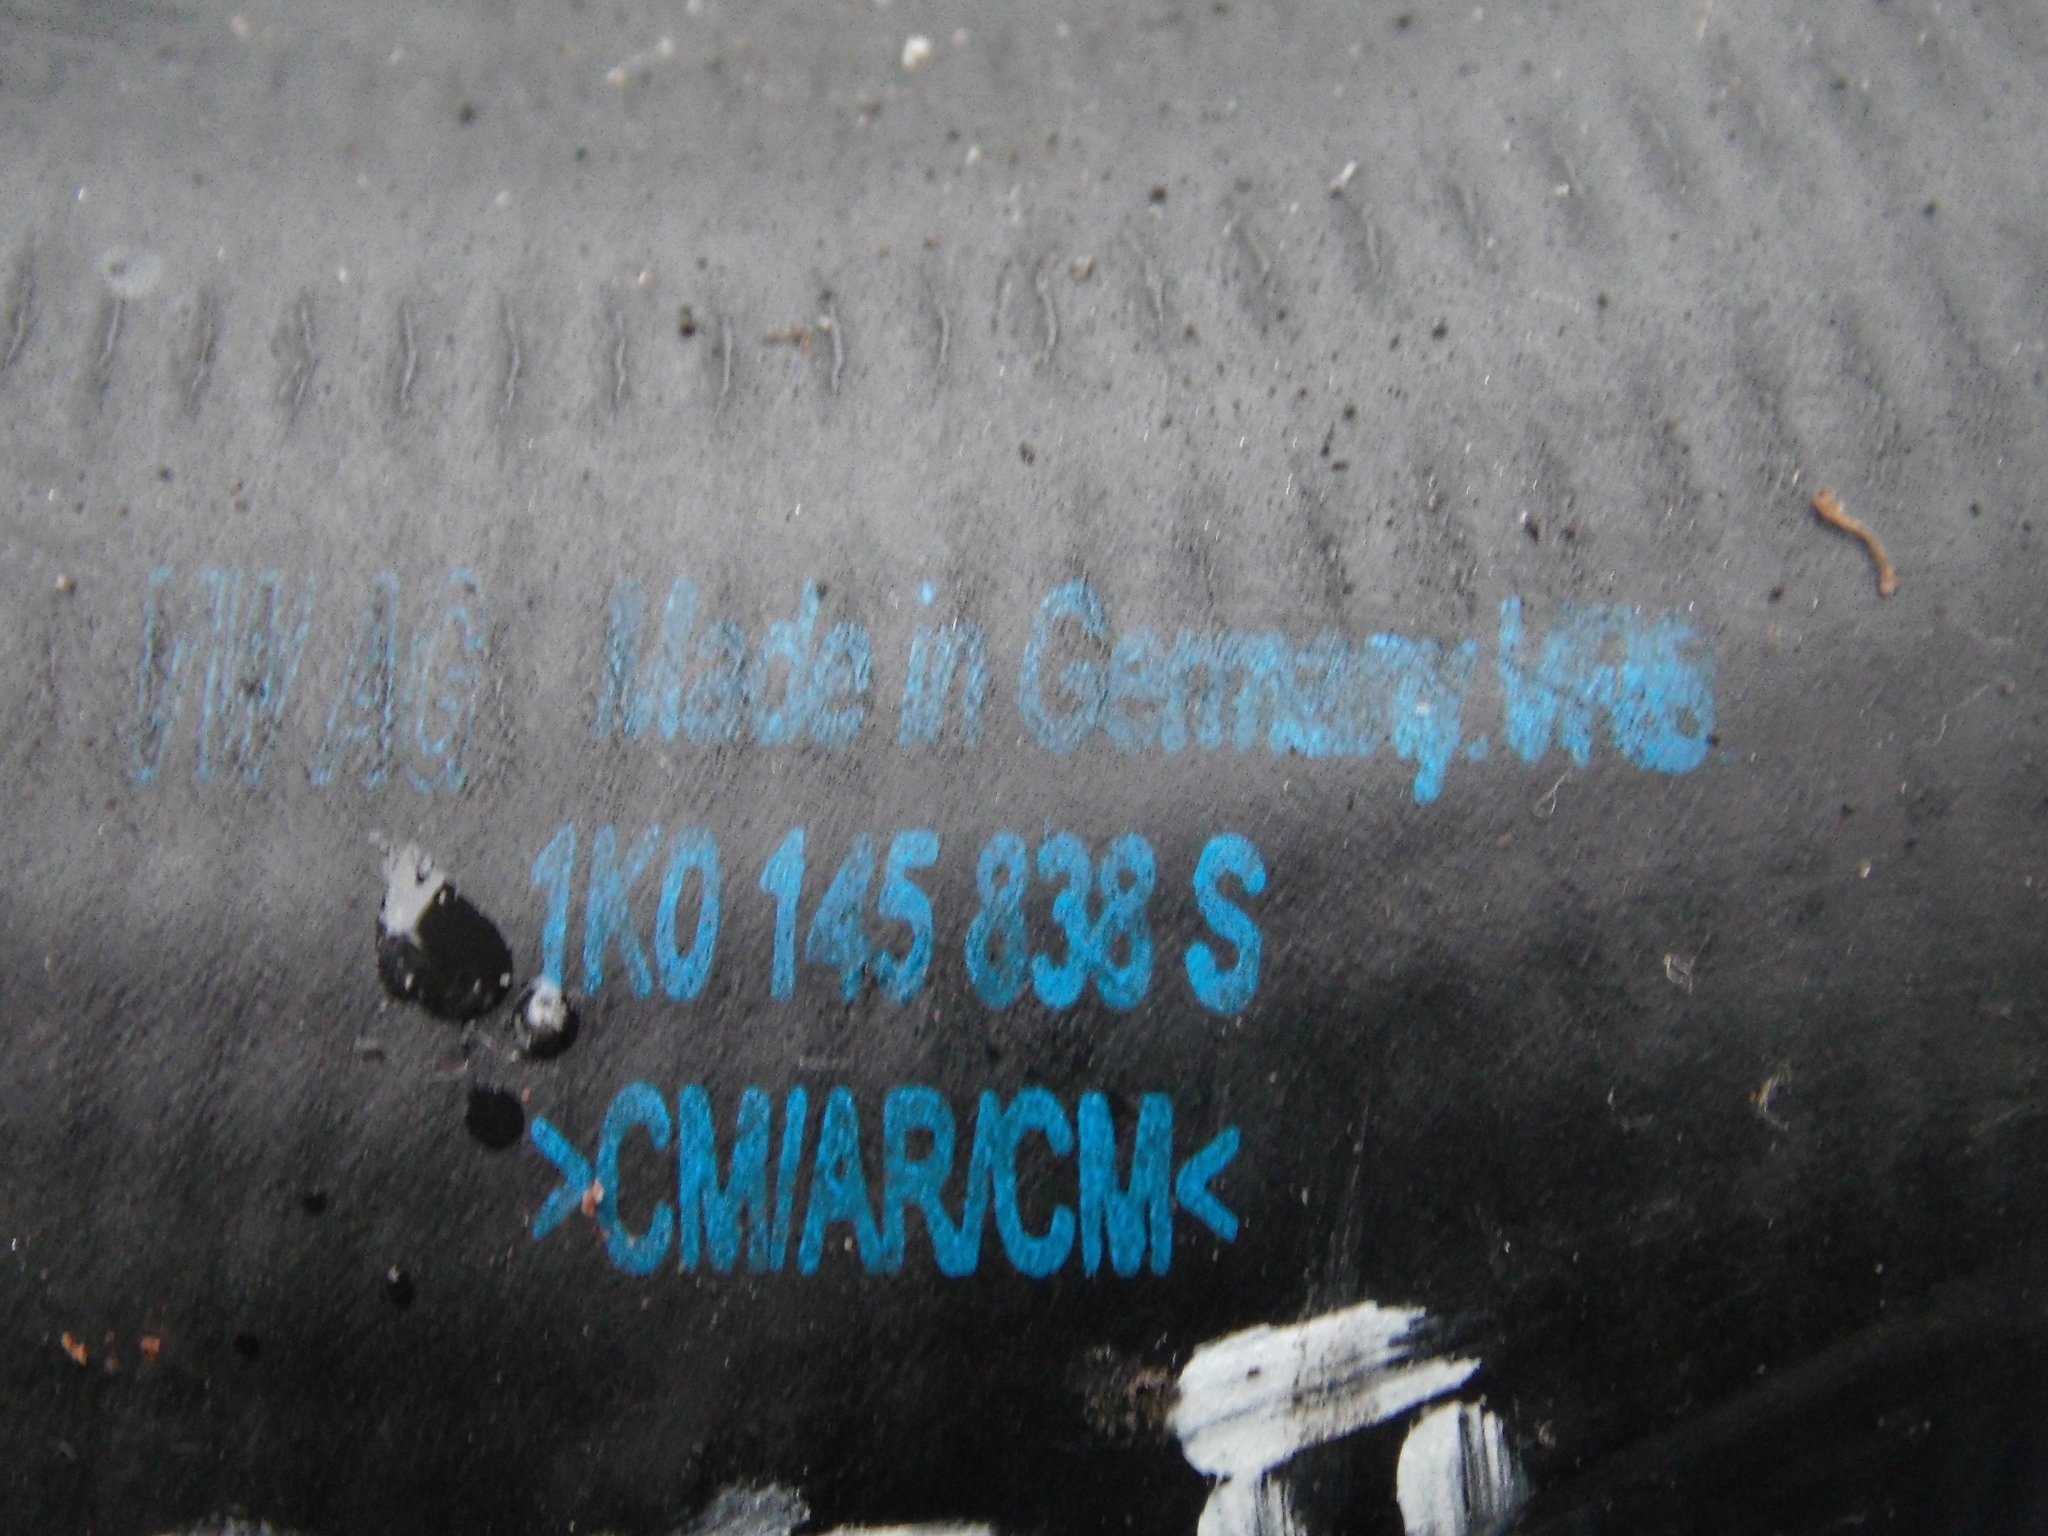 VW AG Made in Germany.
1K0 145 838 S
>CM/AR/CM<